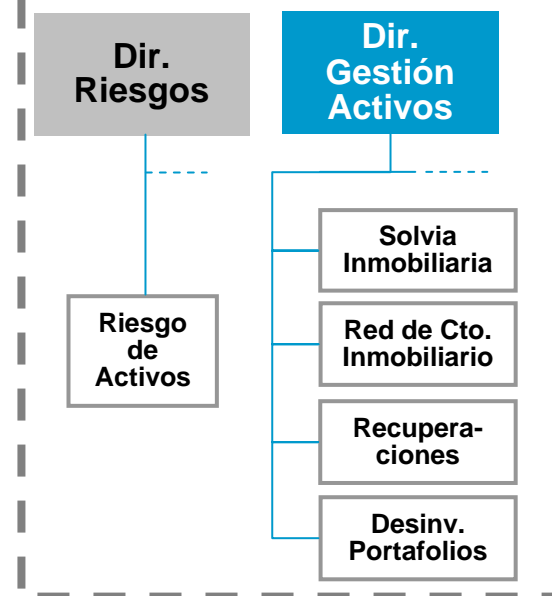 Dir.
Riesgos
Dir.
Gestión
Activos
Riesgo
de
Activos
Solvia
Inmobiliaria
Red de Cto.
Inmobiliario
Recupera-
ciones
Desinv.
Portafolios